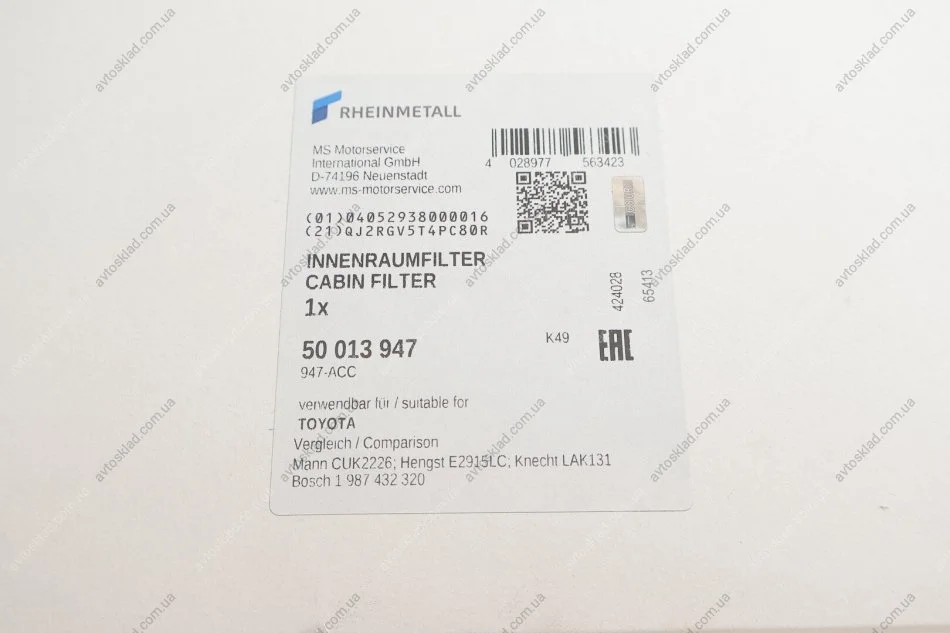 RHEINMETALL
MS Motorservice
International GmbH
D-74196 Neuenstadt
www.ms-motorservice.com
4 028977 563423
(01)04052938000016
(21)QJ2RGV5T4PC80R
INNENRAUMFILTER
CABIN FILTER
1x
424028
65413
50 013 947
K49
EAC
947-ACC
verwendbar für / suitable for
TOYOTA
Vergleich / Comparison
Mann CUK2226; Hengst E2915LC; Knecht LAK131
Bosch 1 987 432 320
avtosklad.com.ua